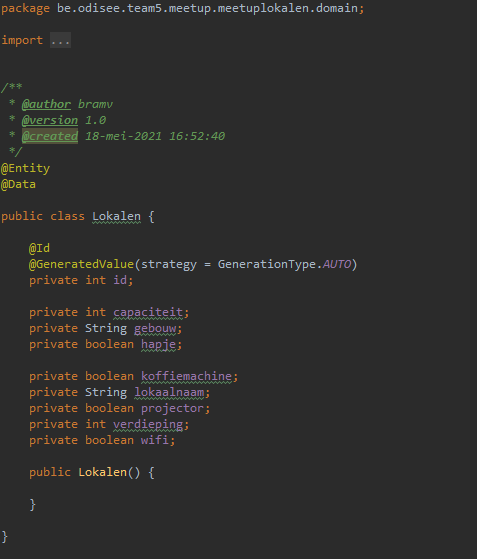 package be.odisee.team5.meetup.meetuplokalen.domain;
import ...
/**
 * @author bramv
 * @version 1.0
 * @created 18-mei-2021 16:52:40
 */
@Entity
@Data
public class Lokalen {
    @Id
    @GeneratedValue(strategy = GenerationType.AUTO)
    private int id;
    private int capaciteit;
    private String gebouw;
    private boolean hapje;
    private boolean koffiemachine;
    private String lokaalnaam;
    private boolean projector;
    private int verdieping;
    private boolean wifi;
    public Lokalen() {
    }
}